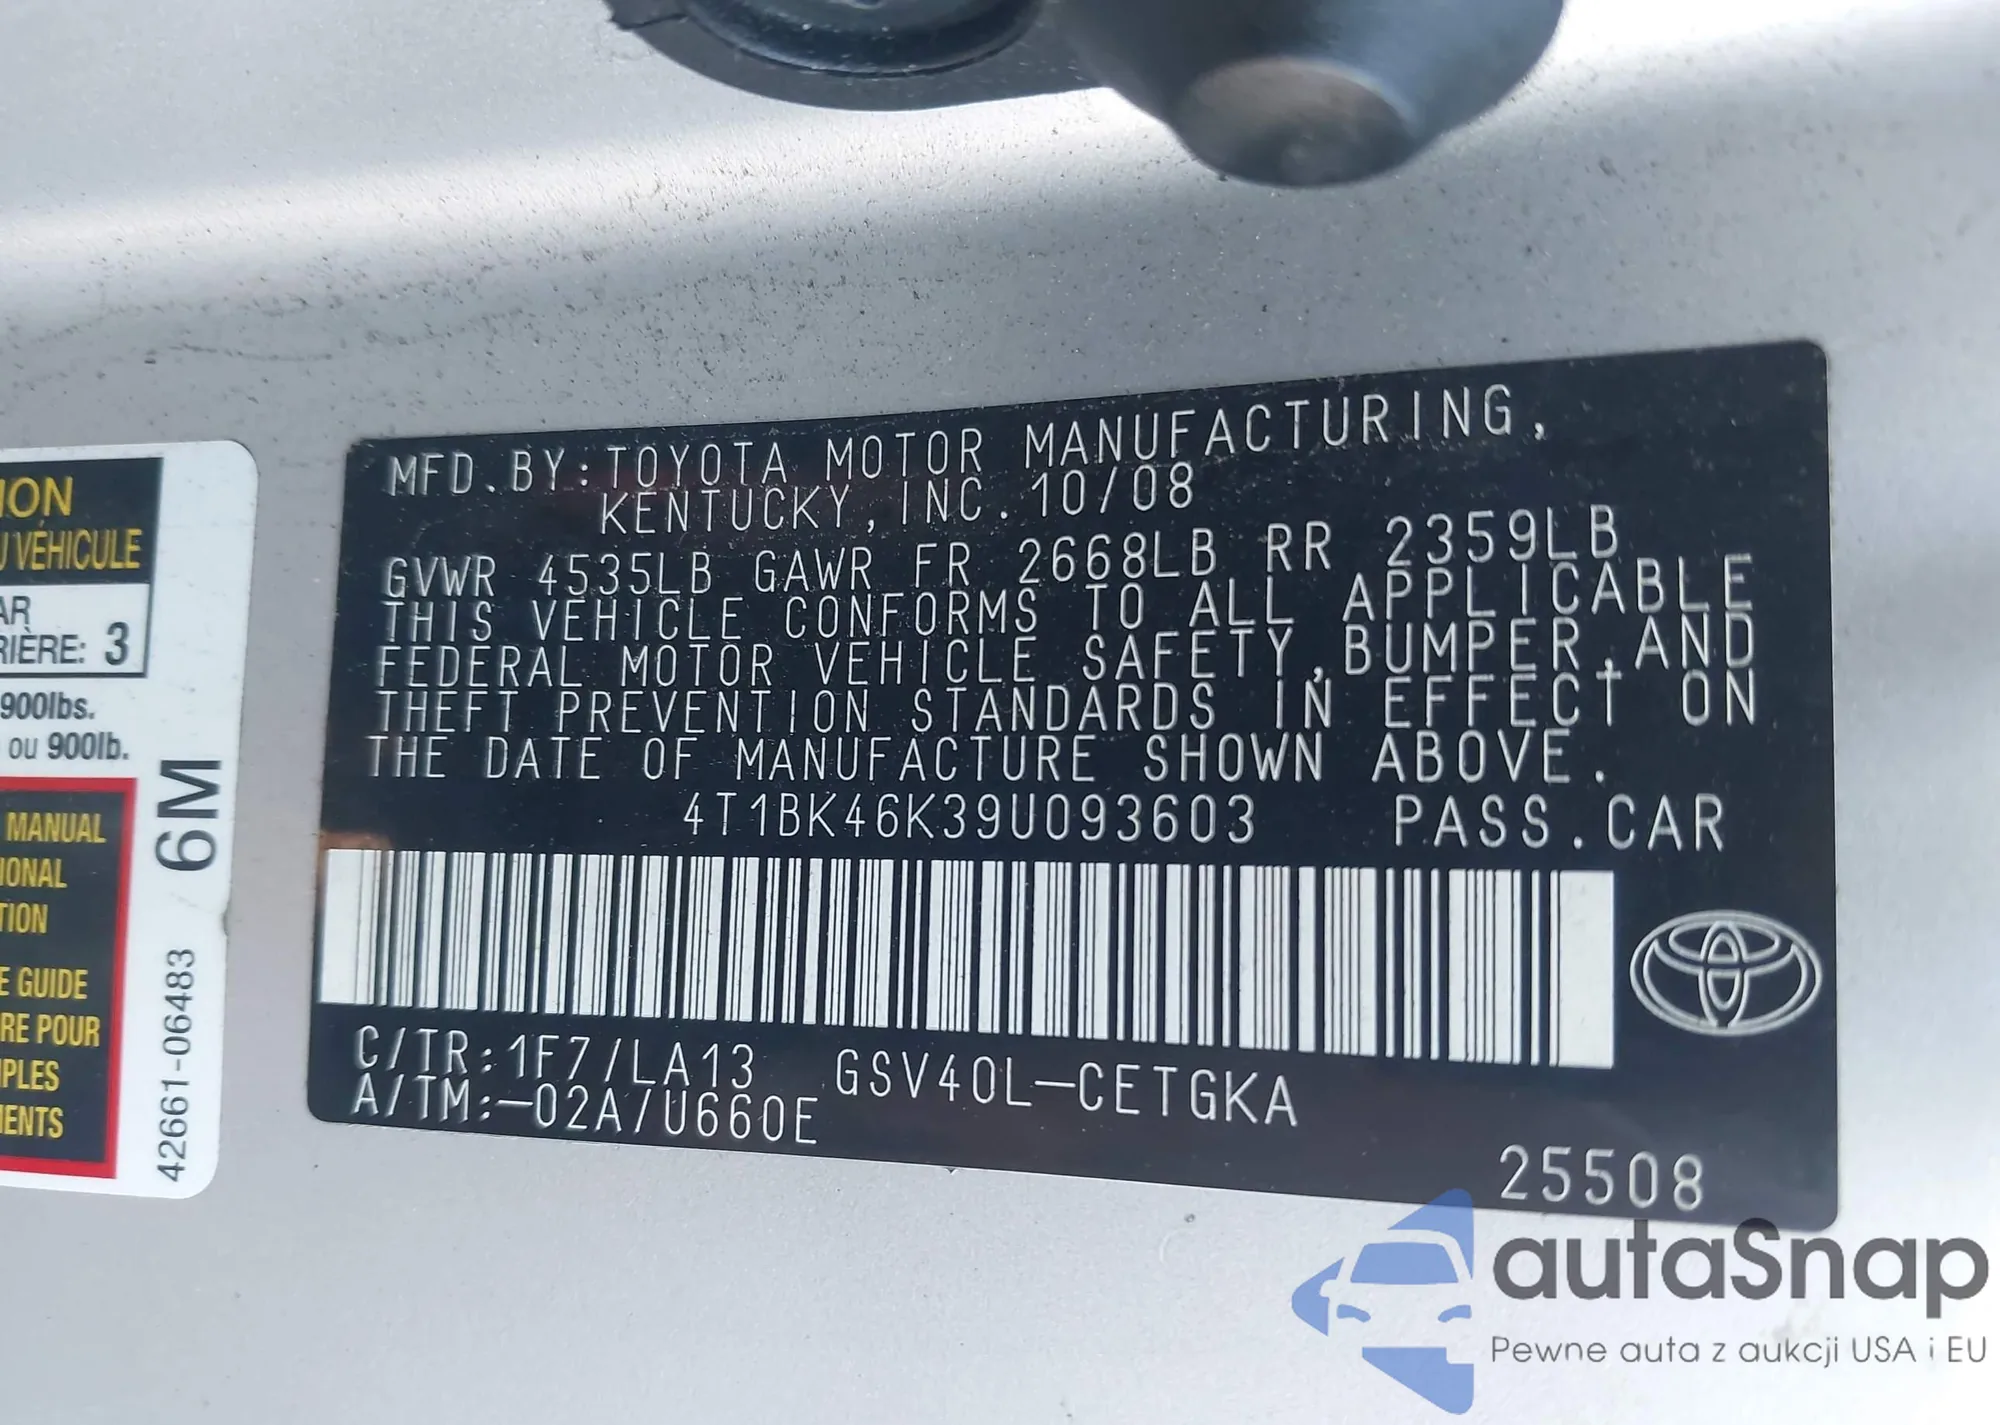 ION
U VÉHICULE
AR
RIÈRE: 3
900lbs.
ou 900lb.
MANUAL
IONAL
TION
E GUIDE
RE POUR
IPLES
MENTS
6M
42661-06483
MFD.BY:TOYOTA MOTOR MANUFACTURING,
KENTUCKY,INC. 10/08
GVWR 4535LB GAWR FR 2668LB RR 2359LB
THIS VEHICLE CONFORMS TO ALL APPLICABLE
FEDERAL MOTOR VEHICLE SAFETY,BUMPER,AND
THEFT PREVENTION STANDARDS IN EFFECT ON
THE DATE OF MANUFACTURE SHOWN ABOVE.
4T1BK46K39U093603 PASS.CAR
C/TR:1F7/LA13 GSV40L-CETGKA
A/TM:-02A/U660E
25508
autaSnap
Pewne auta z aukcji USA i EU